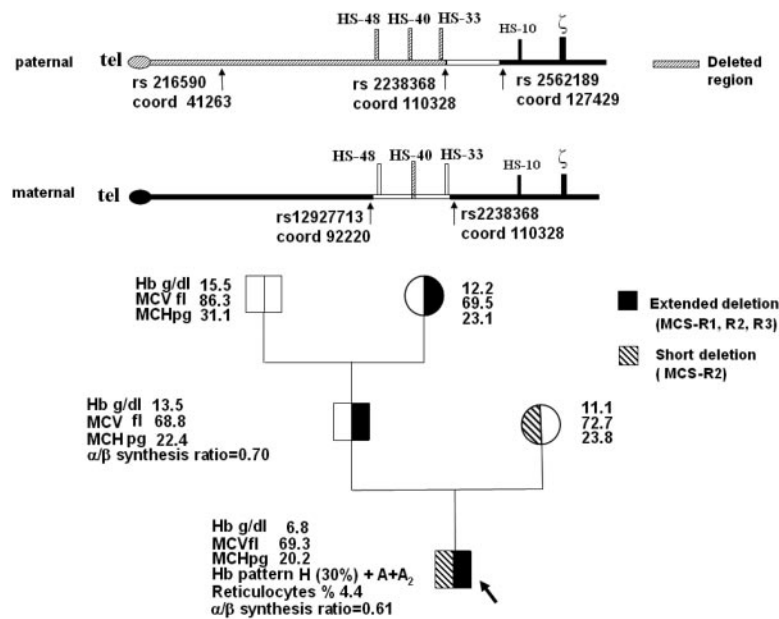 HS-48 HS-40 HS-33
HS-10 ζ
paternal tel
Deleted region
rs 216590
coord 41263
rs 2238368
coord 110328
rs 2562189
coord 127429
HS-48 HS-40 HS-33
HS-10 ζ
maternal tel
rs12927713
coord 92220
rs2238368
coord 110328
Hb g/dl 15.5
MCV fl 86.3
MCHpg 31.1
12.2
69.5
23.1
Extended deletion
(MCS-R1, R2, R3)
Short deletion
( MCS-R2)
Hb g/dl 13.5
MCV fl 68.8
MCH pg 22.4
α/β synthesis ratio=0.70
11.1
72.7
23.8
Hb g/dl 6.8
MCVfl 69.3
MCHpg 20.2
Hb pattern H (30%) + A+A₂
Reticulocytes % 4.4
α/β synthesis ratio=0.61